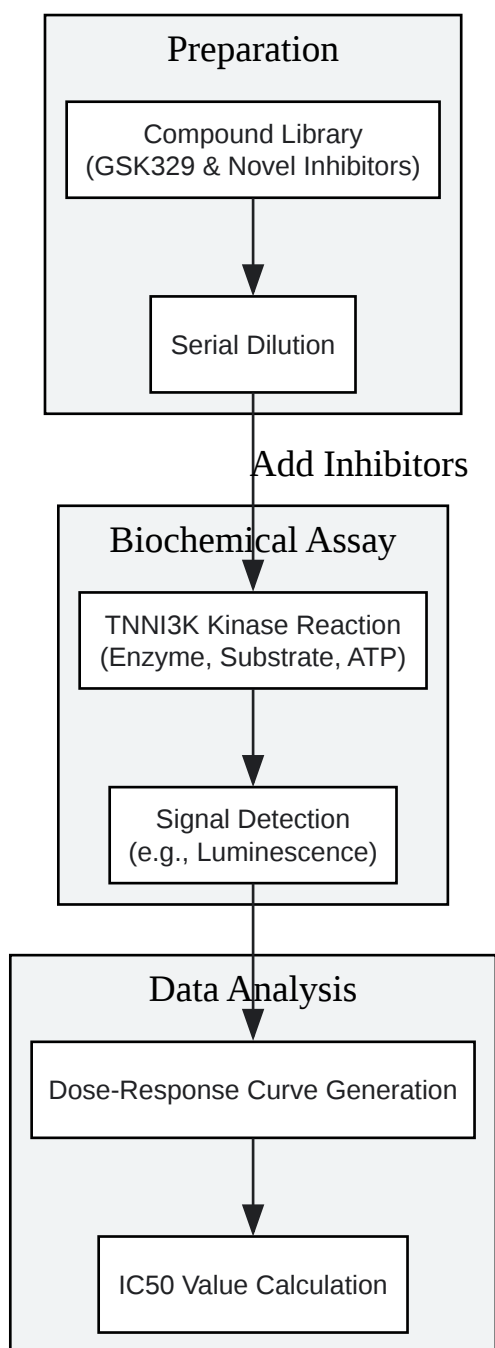 Preparation
Compound Library
(GSK329 & Novel Inhibitors)
Serial Dilution
Add Inhibitors
Biochemical Assay
TNNI3K Kinase Reaction
(Enzyme, Substrate, ATP)
Signal Detection
(e.g., Luminescence)
Data Analysis
Dose-Response Curve Generation
IC50 Value Calculation